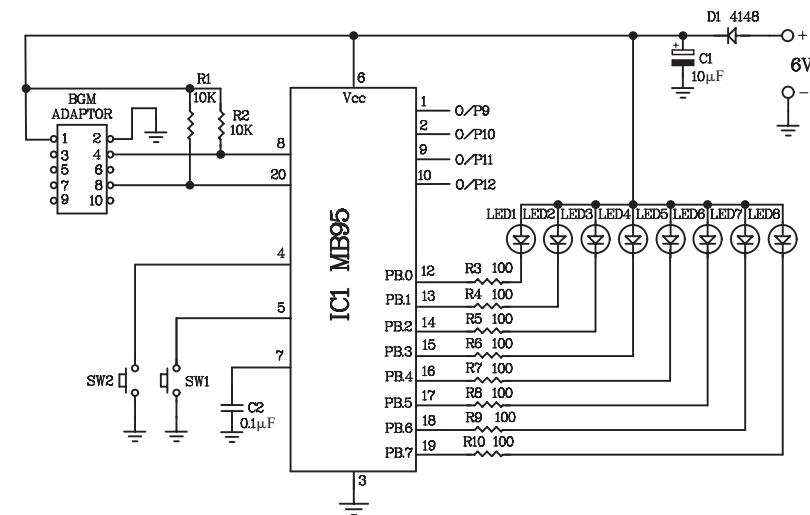 D1 4148
+
C1
10μF
6V
−
+
6
Vcc
R1
10K
R2
10K
BGM
ADAPTOR
1 2
3 4
5 6
7 8
9 10
8
20
4
5
7
3
IC1 MB95
1 O/P9
2 O/P10
9 O/P11
10 O/P12
LED1 LED2 LED3 LED4 LED5 LED6 LED7 LED8
PB.0 12 R3 100
PB.1 13 R4 100
PB.2 14 R5 100
PB.3 15 R6 100
PB.4 16 R7 100
PB.5 17 R8 100
PB.6 18 R9 100
PB.7 19 R10 100
SW2
SW1
C2
0.1μF